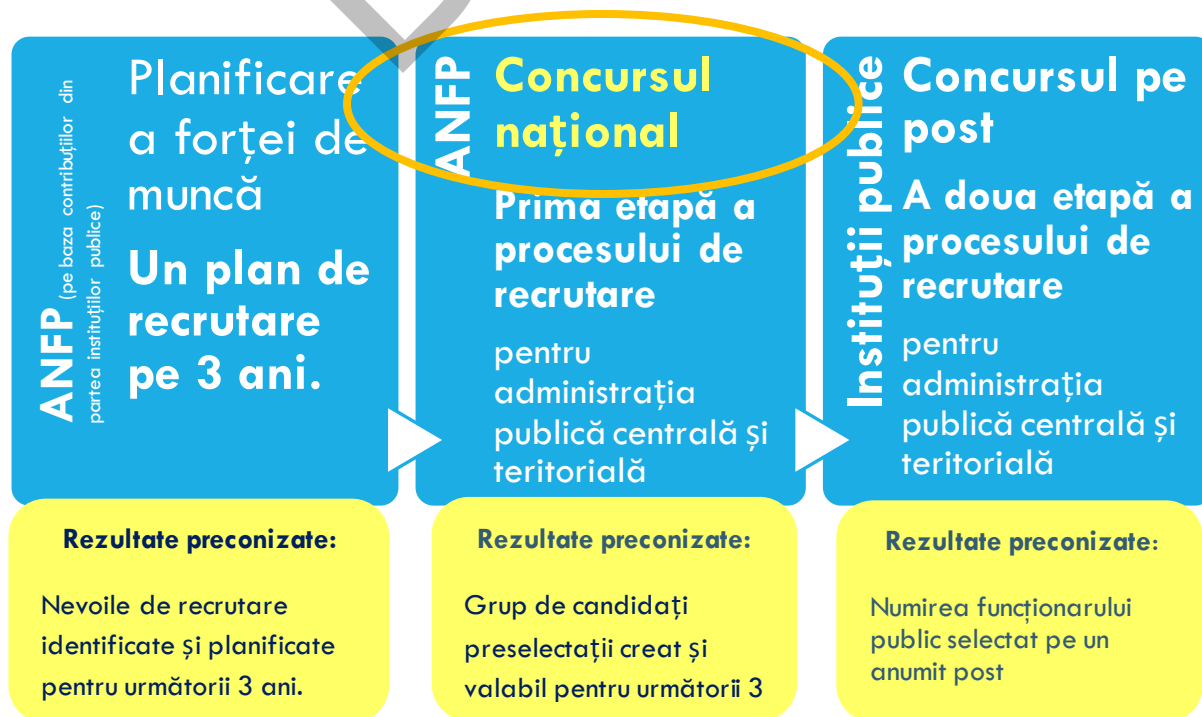 ANFP (pe baza contribuțiilor din
partea instituțiilor publice)
Planificare
a forței de
muncă
Un plan de
recrutare
pe 3 ani.
ANFP
Concursul
național
Prima etapă a
procesului de
recrutare
pentru
administrația
publică centrală și
teritorială
Instituții publice
Concursul pe
post
A doua etapă a
procesului de
recrutare
pentru
administrația
publică centrală și
teritorială
Rezultate preconizate:
Nevoile de recrutare
identificate și planificate
pentru următorii 3 ani.
Rezultate preconizate:
Grup de candidați
preselectații creat și
valabil pentru următorii 3
Rezultate preconizate:
Numirea funcționarului
public selectat pe un
anumit post